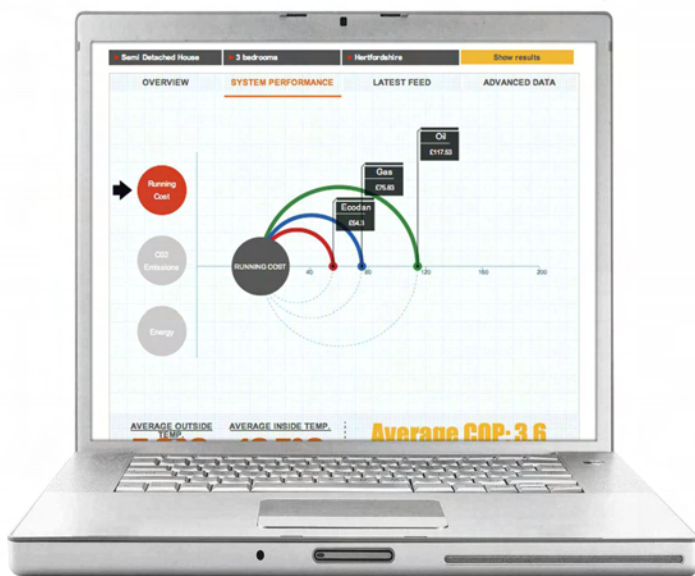 Semi Detached House
3 bedrooms
Hertfordshire
Show results
OVERVIEW
SYSTEM PERFORMANCE
LATEST FEED
ADVANCED DATA
Oil
£117.53
Gas
£75.83
Running
Cost
Ecodan
£54.3
CO2
Emissions
RUNNING COST
40
80
120
160
200
Energy
AVERAGE OUTSIDE
TEMP.
AVERAGE INSIDE TEMP.
Average COP: 3.6